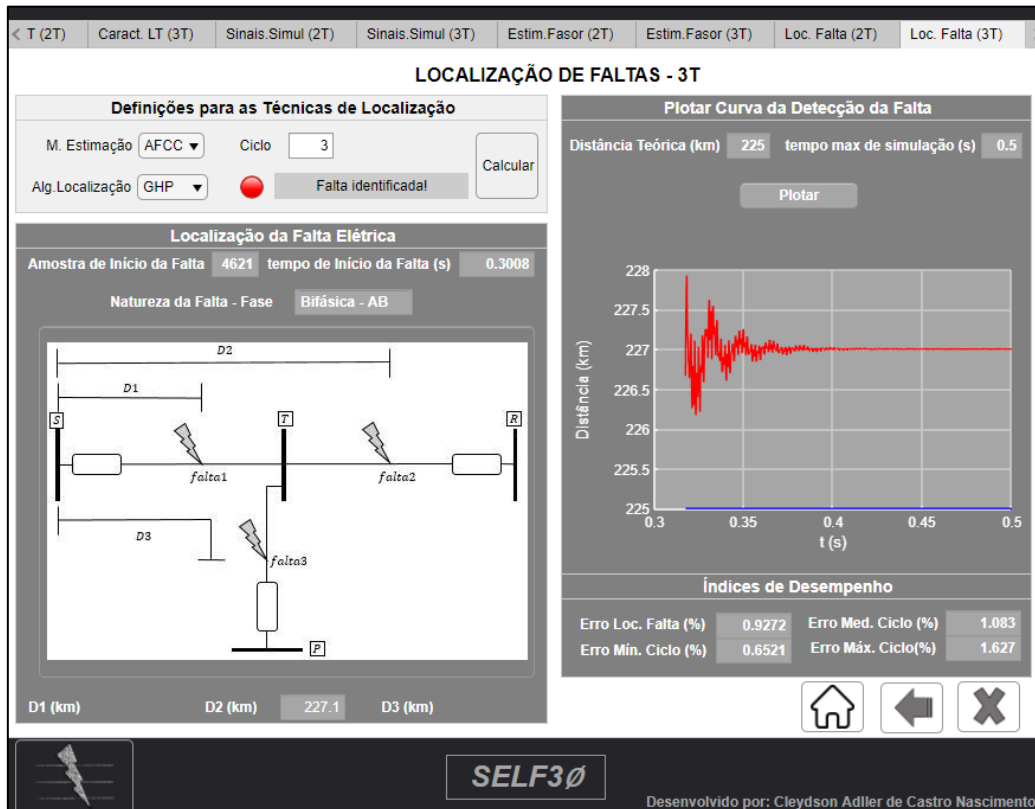 < T (2T) Caract. LT (3T) Sinais.Simul (2T) Sinais.Simul (3T) Estim.Fasor (2T) Estim.Fasor (3T) Loc. Falta (2T) Loc. Falta (3T)
LOCALIZAÇÃO DE FALTAS - 3T
Definições para as Técnicas de Localização
M. Estimação AFCC ▼ Ciclo 3
Calcular
Alg.Localização GHP ▼ Falta identificada!
Localização da Falta Elétrica
Amostra de Início da Falta 4621 tempo de Início da Falta (s) 0.3008
Natureza da Falta - Fase Bifásica - AB
D2
D1
S T R
falta1 falta2
D3
falta3
P
D1 (km) D2 (km) 227.1 D3 (km)
Plotar Curva da Detecção da Falta
Distância Teórica (km) 225 tempo max de simulação (s) 0.5
Plotar
228
227.5
227
226.5
226
225.5
225
Distância (km)
0.3 0.35 0.4 0.45 0.5
t (s)
Índices de Desempenho
Erro Loc. Falta (%) 0.9272 Erro Med. Ciclo (%) 1.083
Erro Mín. Ciclo (%) 0.6521 Erro Máx. Ciclo(%) 1.627
SELF3Ø
Desenvolvido por: Cleydson Adller de Castro Nascimento